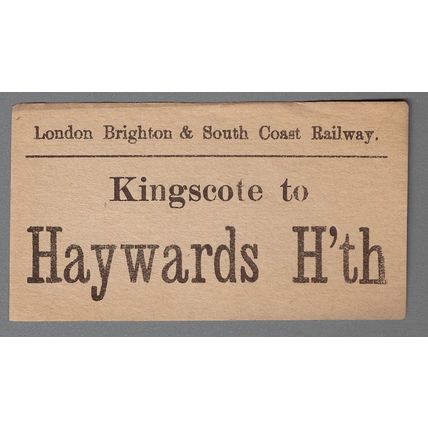 London Brighton & South Coast Railway.
Kingscote to
Haywards H'th